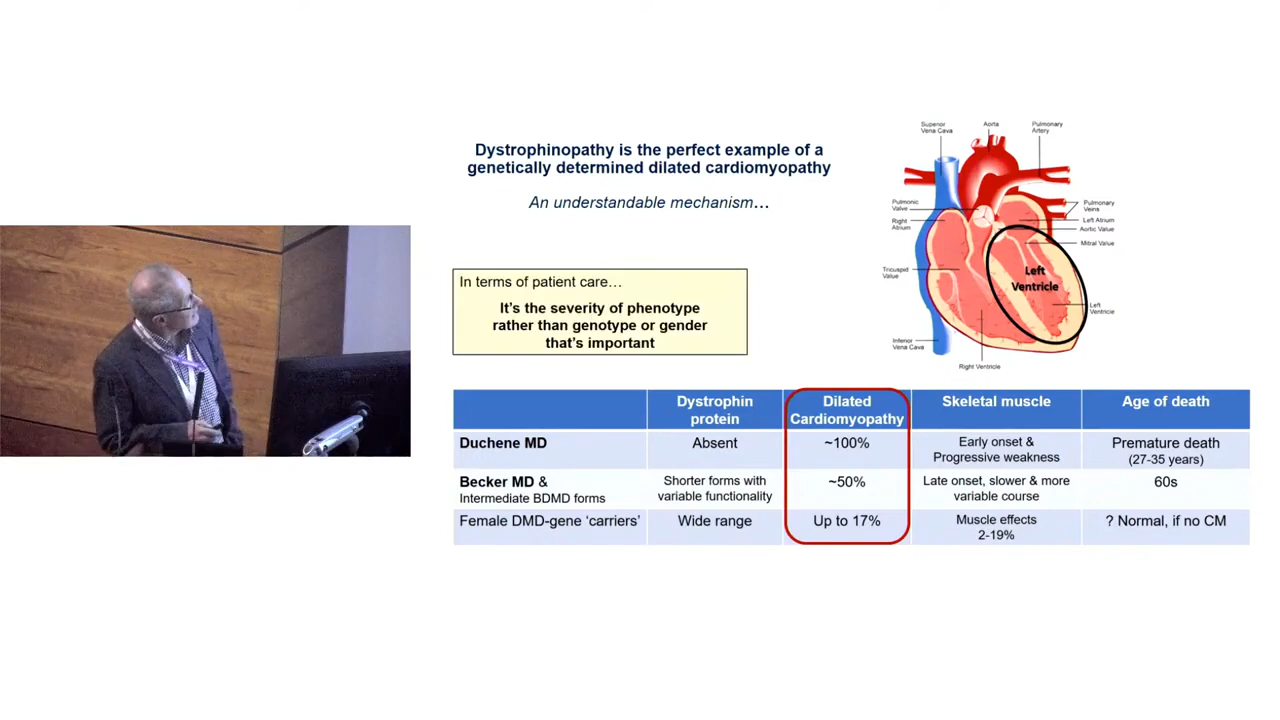 Dystrophinopathy is the perfect example of a
genetically determined dilated cardiomyopathy
An understandable mechanism…
In terms of patient care…
It's the severity of phenotype
rather than genotype or gender
that's important
Superior
Vena Cava
Aorta
Pulmonary
Artery
Pulmonic
Valve
Right
Atrium
Tricuspid
Value
Inferior
Vena Cava
Right Ventricle
Pulmonary
Veins
Left Atrium
Aortic Value
Mitral Value
Left
Ventricle
Left
Ventricle
Dystrophin
protein
Dilated
Cardiomyopathy
Skeletal muscle
Age of death
Duchene MD
Absent
~100%
Early onset &
Progressive weakness
Premature death
(27-35 years)
Becker MD &
Intermediate BDMD forms
Shorter forms with
variable functionality
~50%
Late onset, slower & more
variable course
60s
Female DMD-gene 'carriers'
Wide range
Up to 17%
Muscle effects
2-19%
? Normal, if no CM